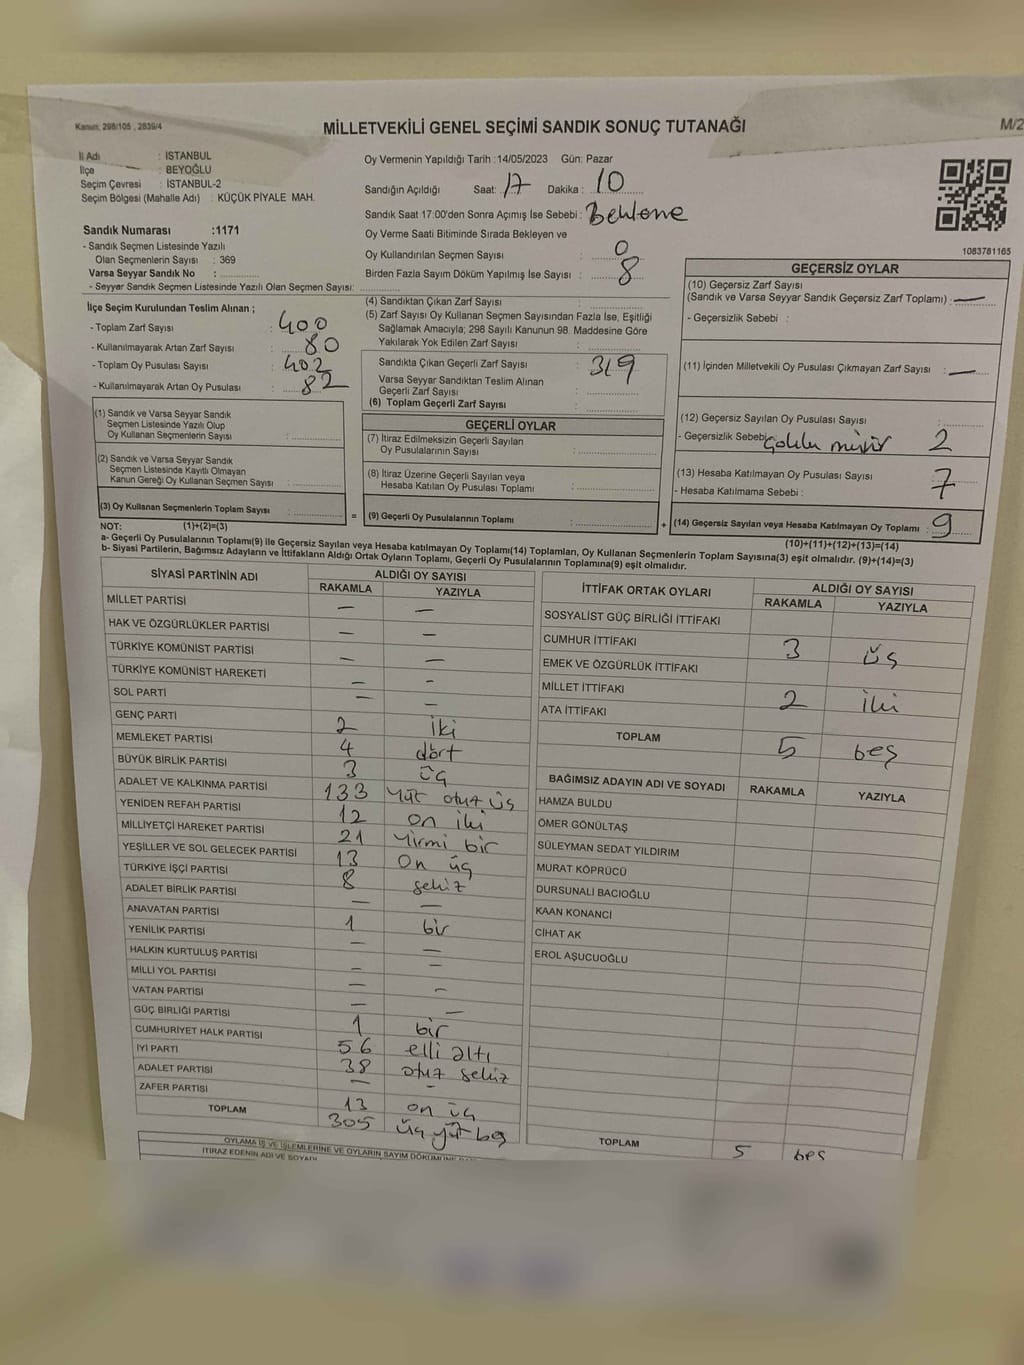 Kanun: 298/105 , 2839/4
MİLLETVEKİLİ GENEL SEÇİMİ SANDIK SONUÇ TUTANAĞI
M/2
İl Adı : İSTANBUL
İlçe : BEYOĞLU
Seçim Çevresi : İSTANBUL-2
Seçim Bölgesi (Mahalle Adı) : KÜÇÜK PİYALE MAH.
Oy Vermenin Yapıldığı Tarih : 14/05/2023 Gün: Pazar
Sandığın Açıldığı Saat: 17 Dakika : 10
Sandık Saat 17:00'den Sonra Açımış İse Sebebi : Bekleme
Oy Verme Saati Bitiminde Sırada Bekleyen ve
Oy Kullandırılan Seçmen Sayısı : 0
Birden Fazla Sayım Döküm Yapılmış İse Sayısı : 8
Sandık Numarası :1171
- Sandık Seçmen Listesinde Yazılı
Olan Seçmenlerin Sayısı : 369
Varsa Seyyar Sandık No :
- Seyyar Sandık Seçmen Listesinde Yazılı Olan Seçmen Sayısı:
1083781165
İlçe Seçim Kurulundan Teslim Alınan ;
- Toplam Zarf Sayısı : 400
- Kullanılmayarak Artan Zarf Sayısı : 80
- Toplam Oy Pusulası Sayısı : 402
- Kullanılmayarak Artan Oy Pusulası : 82
(1) Sandık ve Varsa Seyyar Sandık
Seçmen Listesinde Yazılı Olup
Oy Kullanan Seçmenlerin Sayısı :
(2) Sandık ve Varsa Seyyar Sandık
Seçmen Listesinde Kayıtlı Olmayan
Kanun Gereği Oy Kullanan Seçmen Sayısı :
(3) Oy Kullanan Seçmenlerin Toplam Sayısı :
(4) Sandıktan Çıkan Zarf Sayısı :
(5) Zarf Sayısı Oy Kullanan Seçmen Sayısından Fazla İse, Eşitliği
Sağlamak Amacıyla; 298 Sayılı Kanunun 98. Maddesine Göre
Yakılarak Yok Edilen Zarf Sayısı :
Sandıkta Çıkan Geçerli Zarf Sayısı : 319
Varsa Seyyar Sandıktan Teslim Alınan
Geçerli Zarf Sayısı :
(6) Toplam Geçerli Zarf Sayısı :
GEÇERLİ OYLAR
(7) İtiraz Edilmeksizin Geçerli Sayılan
Oy Pusulalarının Sayısı :
(8) İtiraz Üzerine Geçerli Sayılan veya
Hesaba Katılan Oy Pusulası Toplamı :
= (9) Geçerli Oy Pusulalarının Toplamı :
GEÇERSİZ OYLAR
(10) Geçersiz Zarf Sayısı
(Sandık ve Varsa Seyyar Sandık Geçersiz Zarf Toplamı) : —
- Geçersizlik Sebebi :
(11) İçinden Milletvekili Oy Pusulası Çıkmayan Zarf Sayısı : —
(12) Geçersiz Sayılan Oy Pusulası Sayısı :
- Geçersizlik Sebebi: 2
(13) Hesaba Katılmayan Oy Pusulası Sayısı : 7
- Hesaba Katılmama Sebebi :
+ (14) Geçersiz Sayılan veya Hesaba Katılmayan Oy Toplamı : 9
NOT: (1)+(2)=(3)
(10)+(11)+(12)+(13)=(14)
a- Geçerli Oy Pusulalarının Toplamı(9) ile Geçersiz Sayılan veya Hesaba katılmayan Oy Toplamı(14) Toplamları, Oy Kullanan Seçmenlerin Toplam Sayısına(3) eşit olmalıdır. (9)+(14)=(3)
b- Siyasi Partilerin, Bağımsız Adayların ve İttifakların Aldığı Ortak Oyların Toplamı, Geçerli Oy Pusulalarının Toplamına(9) eşit olmalıdır.
SİYASİ PARTİNİN ADI ALDIĞI OY SAYISI
RAKAMLA YAZIYLA
MİLLET PARTİSİ — —
HAK VE ÖZGÜRLÜKLER PARTİSİ — —
TÜRKİYE KOMÜNİST PARTİSİ — —
TÜRKİYE KOMÜNİST HAREKETİ — -
SOL PARTİ — —
GENÇ PARTİ 2 iki
MEMLEKET PARTİSİ 4 dört
BÜYÜK BİRLİK PARTİSİ 3 üç
ADALET VE KALKINMA PARTİSİ 133 Yüz otuz üs
YENİDEN REFAH PARTİSİ 12 on iki
MİLLİYETÇİ HAREKET PARTİSİ 21 Yirmi bir
YEŞİLLER VE SOL GELECEK PARTİSİ 13 On üç
TÜRKİYE İŞÇİ PARTİSİ 8 sekiz
ADALET BİRLİK PARTİSİ — —
ANAVATAN PARTİSİ 1 bir
YENİLİK PARTİSİ — —
HALKIN KURTULUŞ PARTİSİ — —
MİLLİ YOL PARTİSİ — —
VATAN PARTİSİ — —
GÜÇ BİRLİĞİ PARTİSİ 1 bir
CUMHURİYET HALK PARTİSİ 56 elli altı
İYİ PARTİ 38 otuz sekiz
ADALET PARTİSİ — -
ZAFER PARTİSİ 13 on üç
TOPLAM 305 üç yüz beş
İTTİFAK ORTAK OYLARI ALDIĞI OY SAYISI
RAKAMLA YAZIYLA
SOSYALİST GÜÇ BİRLİĞİ İTTİFAKI
CUMHUR İTTİFAKI 3 üş
EMEK VE ÖZGÜRLÜK İTTİFAKI
MİLLET İTTİFAKI 2 iki
ATA İTTİFAKI
TOPLAM 5 beş
BAĞIMSIZ ADAYIN ADI VE SOYADI RAKAMLA YAZIYLA
HAMZA BULDU
ÖMER GÖNÜLTAŞ
SÜLEYMAN SEDAT YILDIRIM
MURAT KÖPRÜCÜ
DURSUNALİ BACIOĞLU
KAAN KONANCİ
CİHAT AK
EROL AŞUCUOĞLU
TOPLAM 5 beş
OYLAMA İŞ VE İŞLEMLERİNE VE OYLARIN SAYIM DÖKÜMÜNE
İTİRAZ EDENİN ADI VE SOYADI